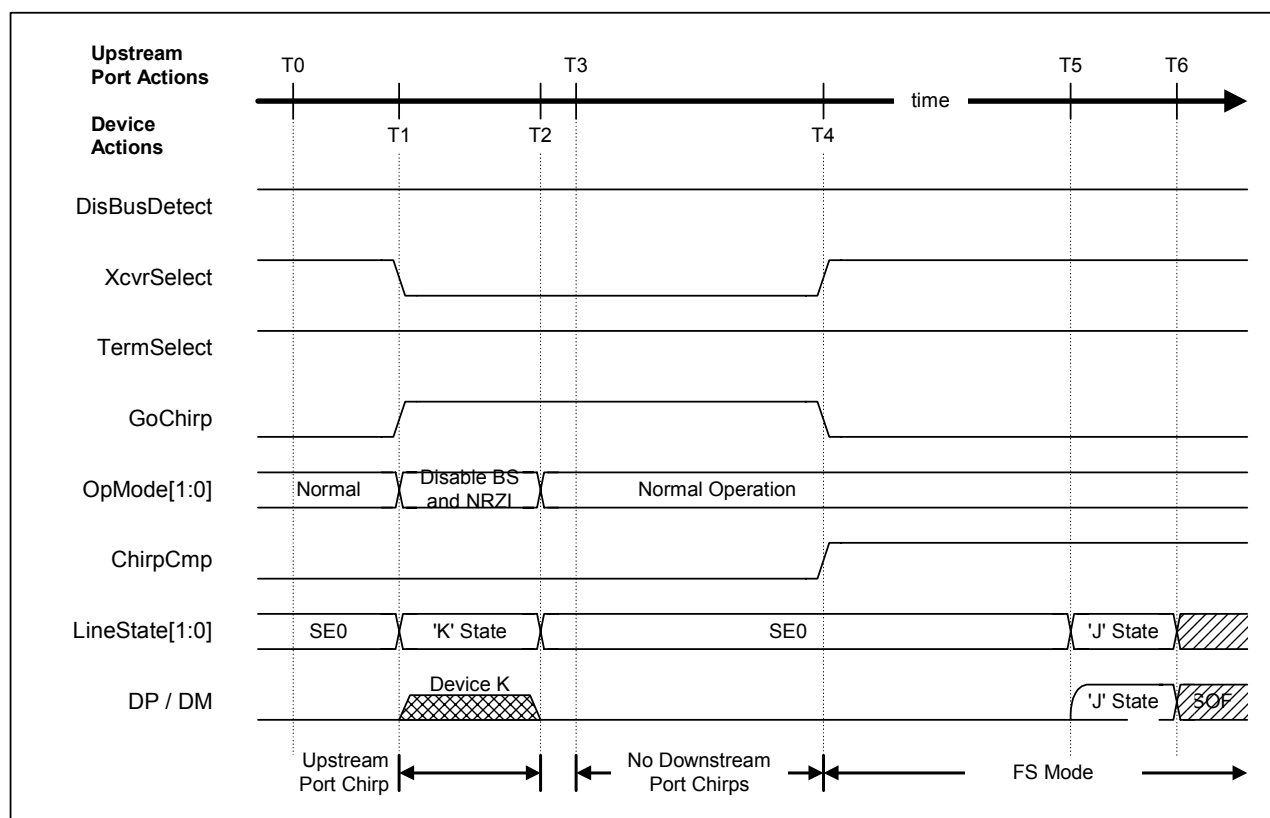 Upstream
Port Actions
T0
T3
T5
T6
time
Device
Actions
T1
T2
T4
DisBusDetect
XcvrSelect
TermSelect
GoChirp
OpMode[1:0]
Normal
Disable BS
and NRZI
Normal Operation
ChirpCmp
LineState[1:0]
SE0
'K' State
SE0
'J' State
DP / DM
Device K
'J' State
SOF
Upstream
Port Chirp
No Downstream
Port Chirps
FS Mode